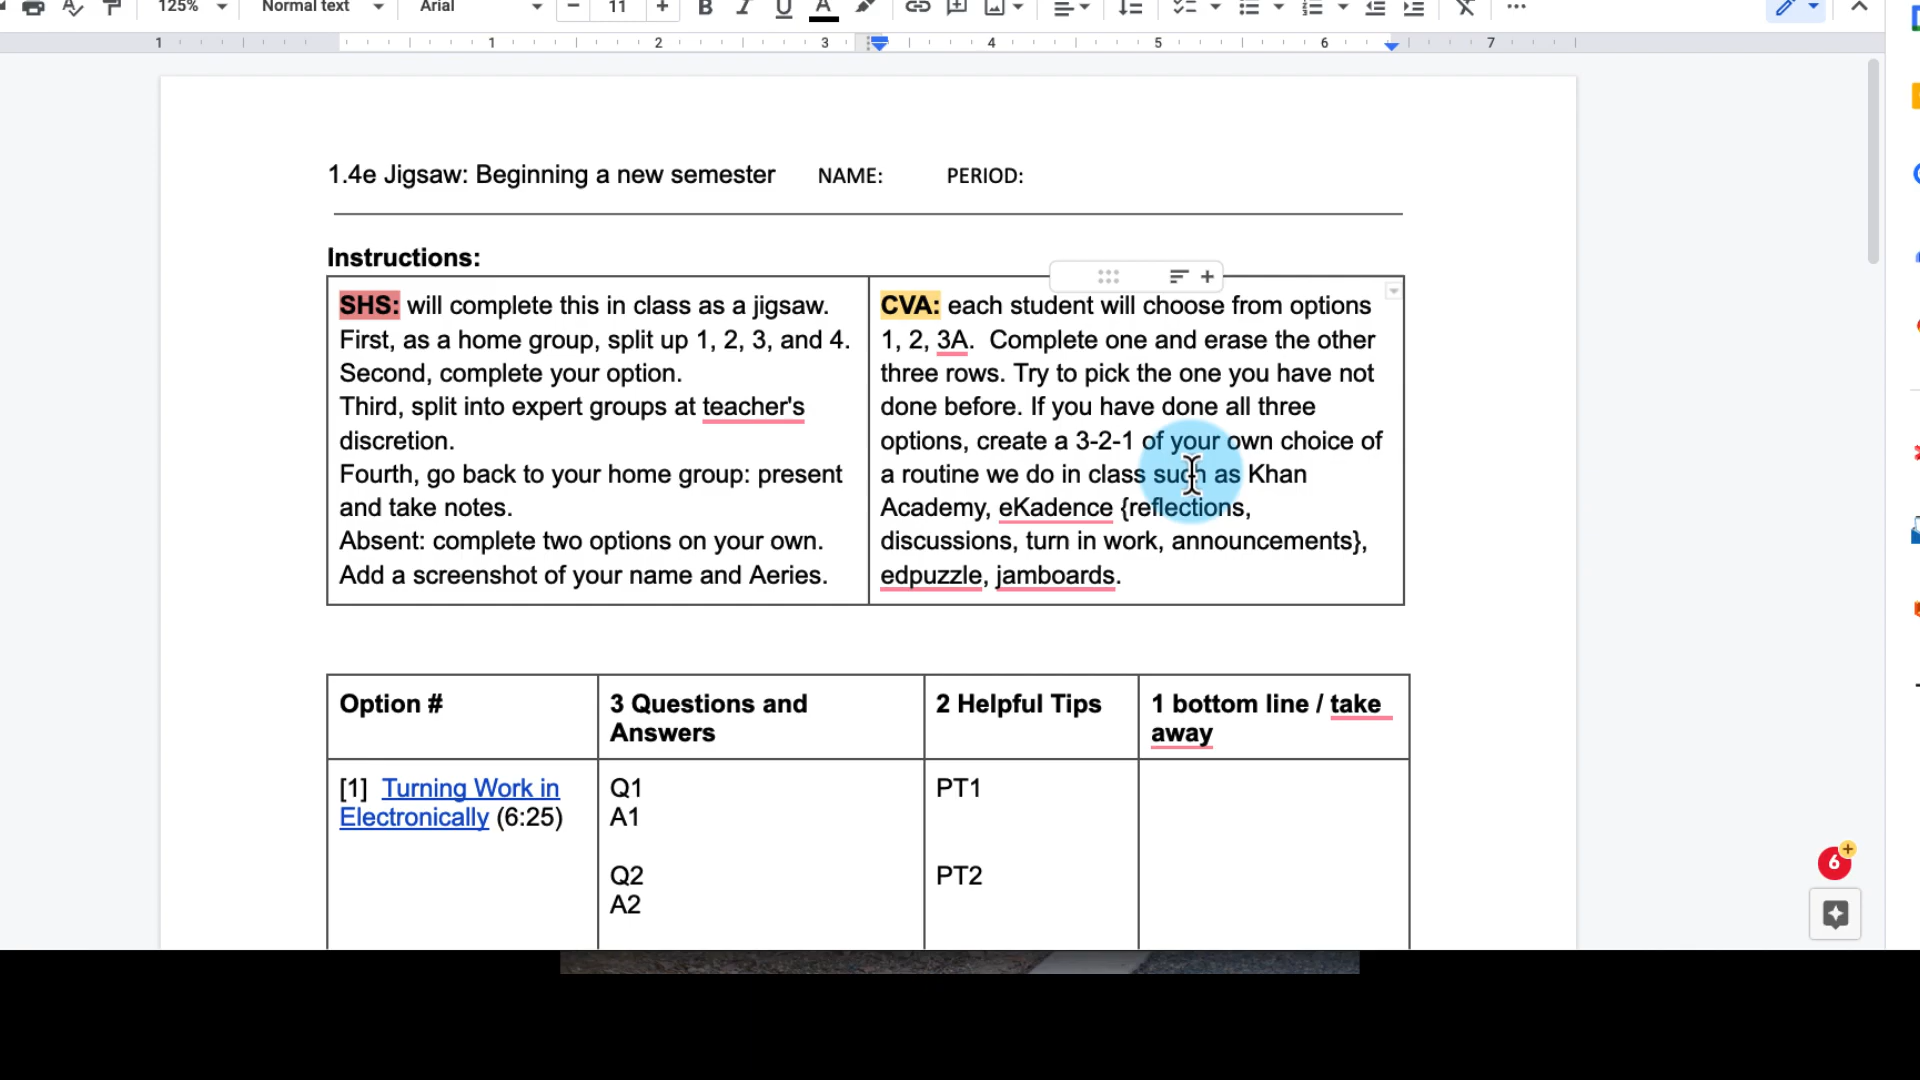 125% Normal text Arial 11 B I U A
1 1 2 3 4 5 6 7
1.4e Jigsaw: Beginning a new semester NAME: PERIOD:
Instructions:
SHS: will complete this in class as a jigsaw.
First, as a home group, split up 1, 2, 3, and 4.
Second, complete your option.
Third, split into expert groups at teacher's
discretion.
Fourth, go back to your home group: present
and take notes.
Absent: complete two options on your own.
Add a screenshot of your name and Aeries.
CVA: each student will choose from options
1, 2, 3A. Complete one and erase the other
three rows. Try to pick the one you have not
done before. If you have done all three
options, create a 3-2-1 of your own choice of
a routine we do in class such as Khan
Academy, eKadence {reflections,
discussions, turn in work, announcements},
edpuzzle, jamboards.
Option #
3 Questions and
Answers
2 Helpful Tips
1 bottom line / take
away
[1] Turning Work in
Electronically (6:25)
Q1
A1
Q2
A2
PT1
PT2
6